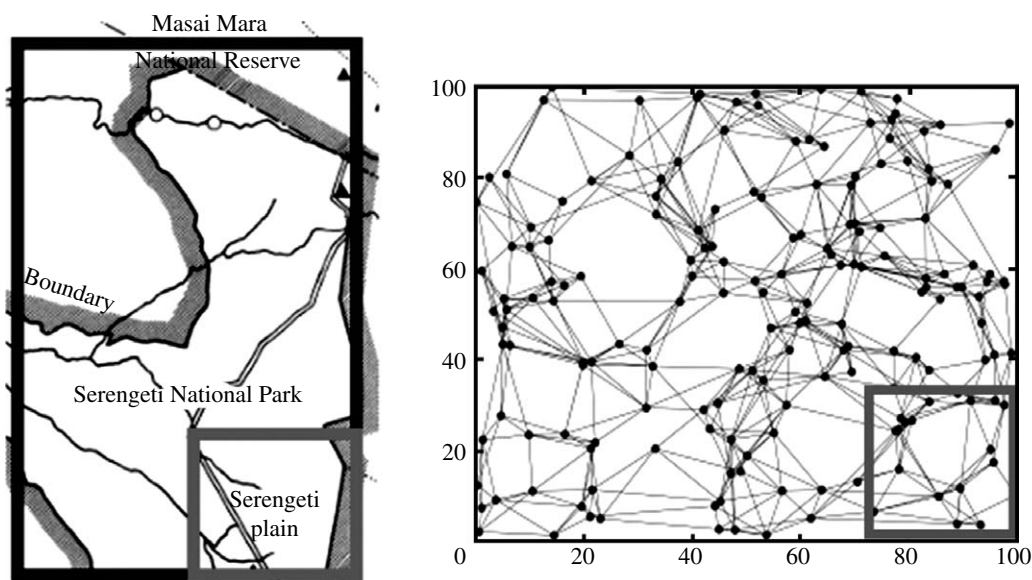 Masai Mara
National Reserve
Boundary
Serengeti National Park
Serengeti
plain
100
80
60
40
20
0
20
40
60
80
100